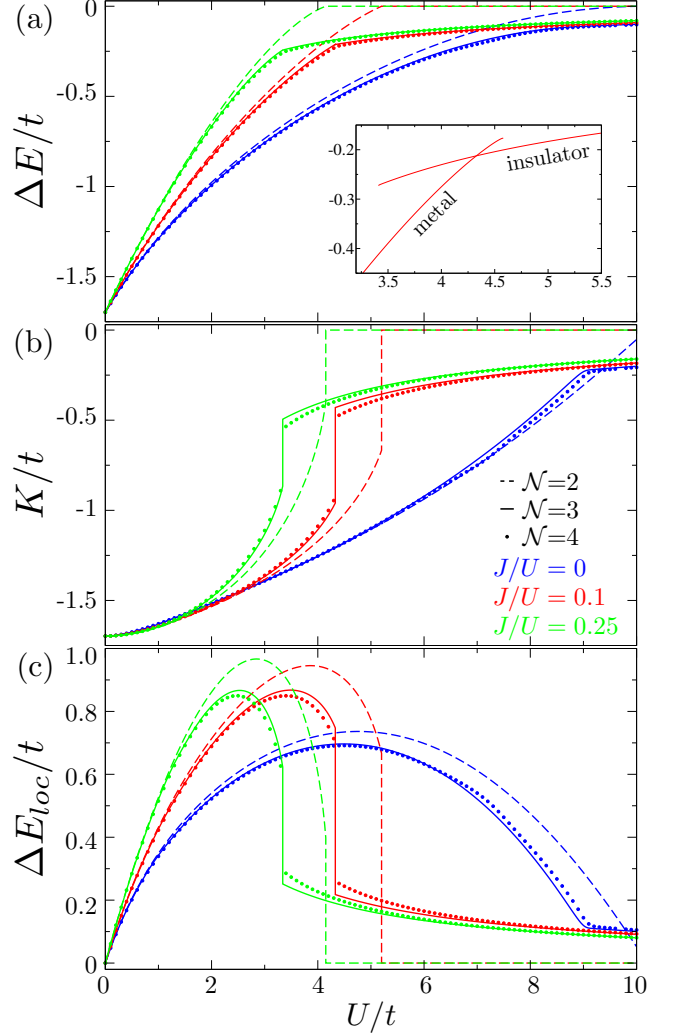 (a)
ΔE/t
0
-0.5
-1
-1.5
-0.2
-0.3
-0.4
3.5 4 4.5 5 5.5
metal
insulator
(b)
K/t
0
-0.5
-1
-1.5
-- 𝒩=2
– 𝒩=3
• 𝒩=4
J/U = 0
J/U = 0.1
J/U = 0.25
(c)
ΔE_loc/t
1.0
0.8
0.6
0.4
0.2
0
0 2 4 6 8 10
U/t